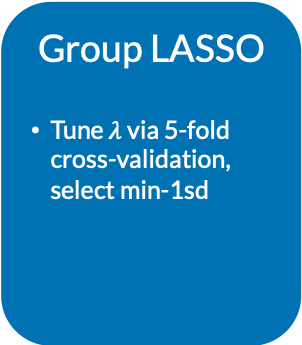 Group LASSO
• Tune 𝜆 via 5-fold
cross-validation,
select min-1sd